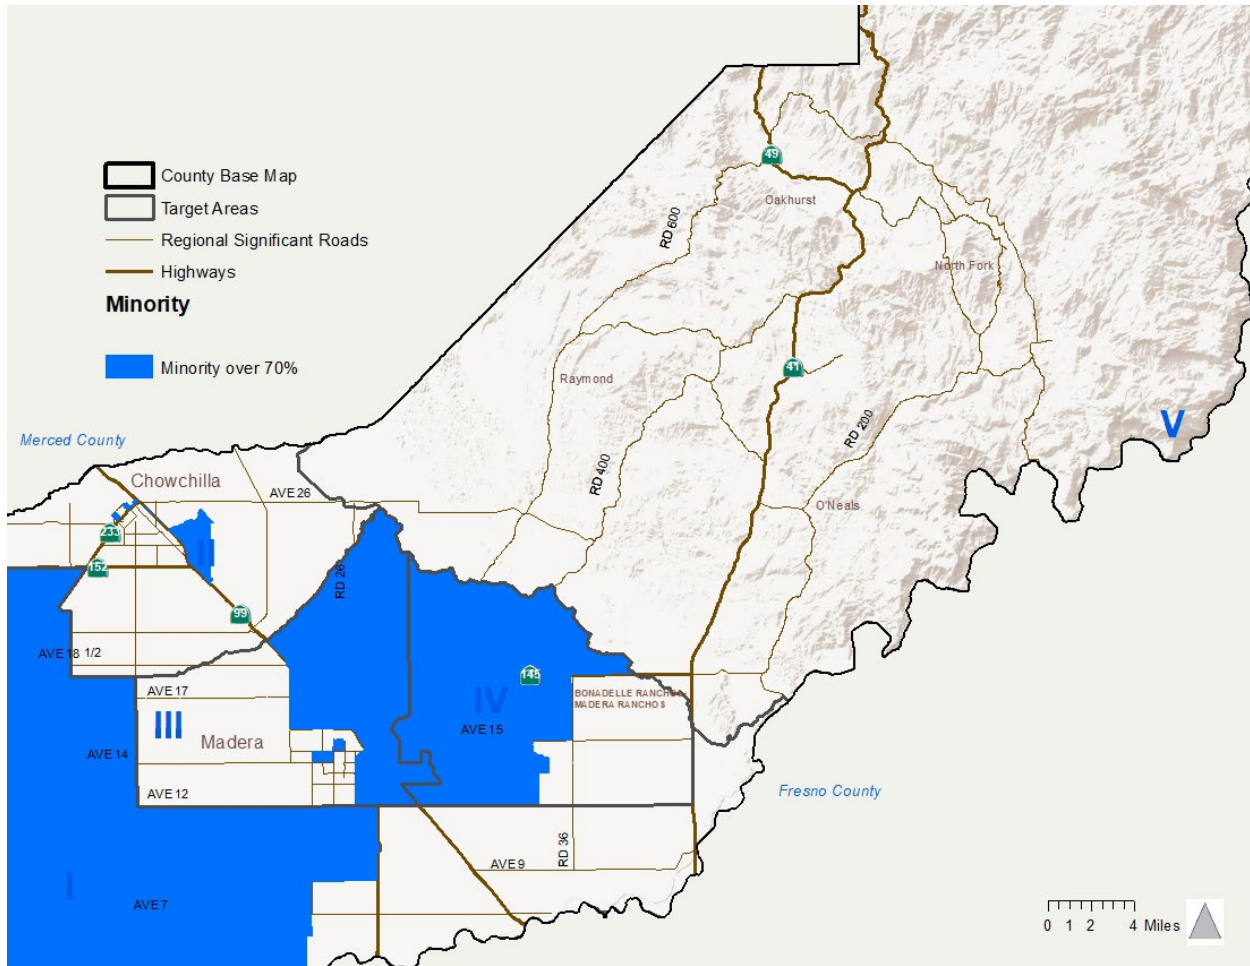 49
Oakhurst
RD 600
North Fork
County Base Map
Target Areas
Regional Significant Roads
Highways
Minority
Minority over 70%
41
Raymond
V
RD 200
Merced County
RD 400
Chowchilla
AVE 26
O'Neals
233
II
152
RD 26
99
AVE 18 1/2
145
AVE 17
IV
BONADELLE RANCHOS
MADERA RANCHOS
III
AVE 15
Madera
AVE 14
AVE 12
Fresno County
RD 36
AVE 9
I
AVE 7
0 1 2 4 Miles